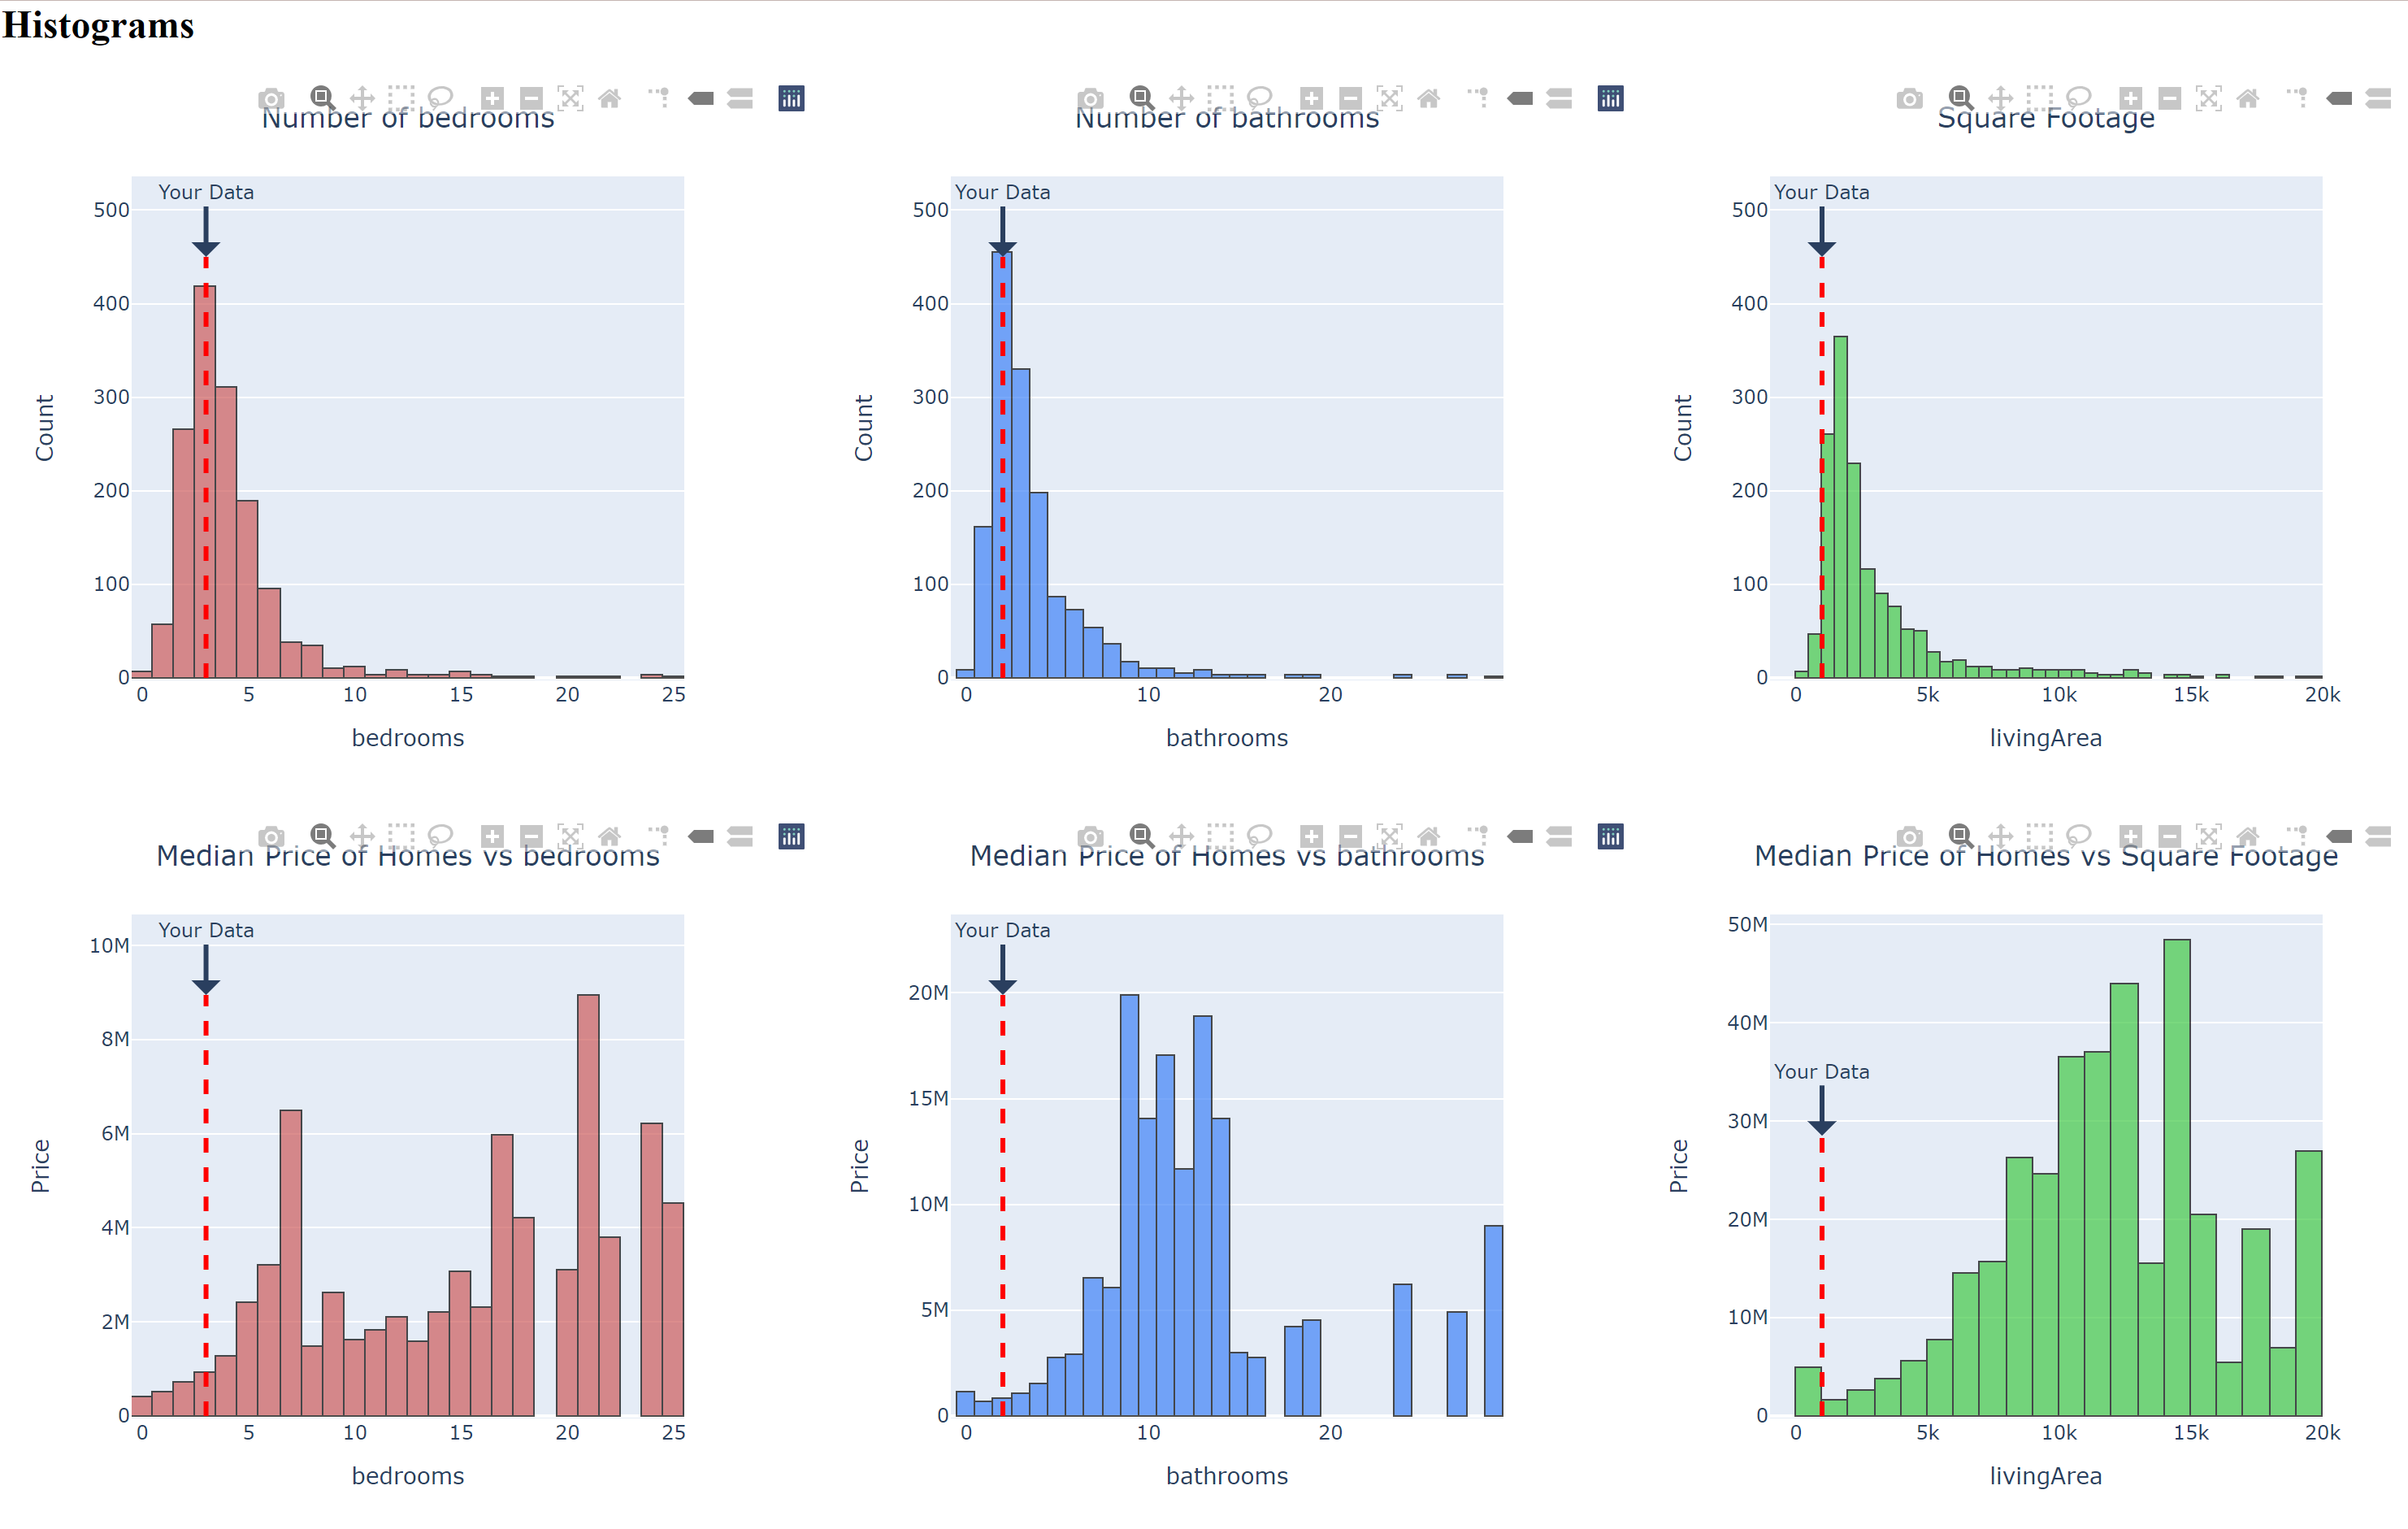 Histograms
Number of bedrooms
Your Data
500
400
300
200
100
0
Count
0 5 10 15 20 25
bedrooms
Number of bathrooms
Your Data
500
400
300
200
100
0
Count
0 10 20
bathrooms
Square Footage
Your Data
500
400
300
200
100
0
Count
0 5k 10k 15k 20k
livingArea
Median Price of Homes vs bedrooms
Your Data
10M
8M
6M
4M
2M
0
Price
0 5 10 15 20 25
bedrooms
Median Price of Homes vs bathrooms
Your Data
20M
15M
10M
5M
0
Price
0 10 20
bathrooms
Median Price of Homes vs Square Footage
50M
40M
Your Data
30M
20M
10M
0
Price
0 5k 10k 15k 20k
livingArea